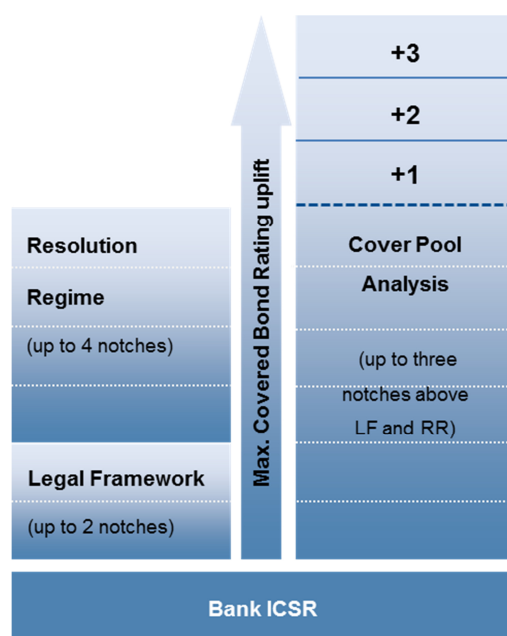 Resolution
Regime
(up to 4 notches)
Legal Framework
(up to 2 notches)
Max. Covered Bond Rating uplift
+3
+2
+1
Cover Pool
Analysis
(up to three
notches above
LF and RR)
Bank ICSR